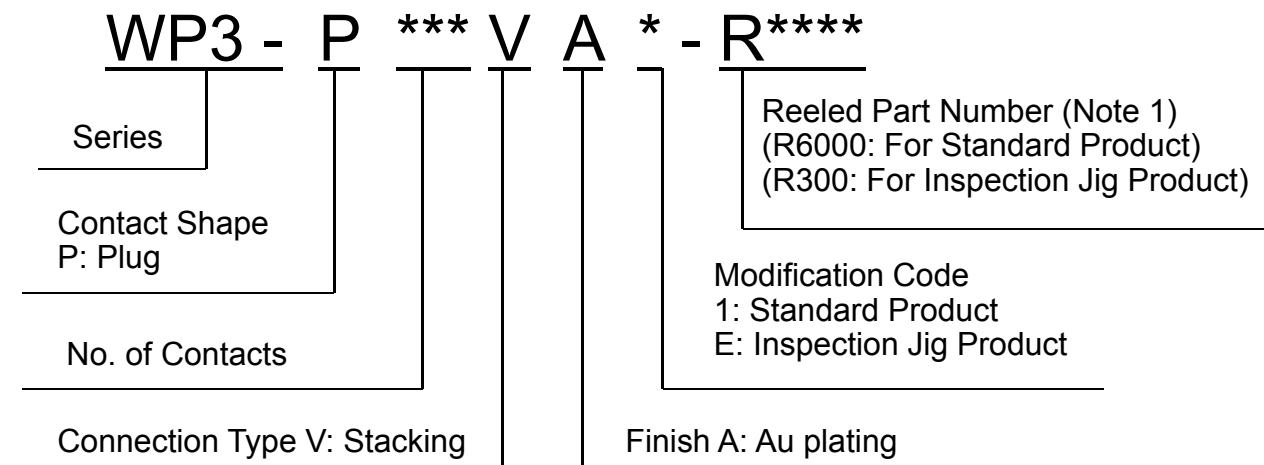 WP3 - P *** V A * - R****
Series
Reeled Part Number (Note 1)
(R6000: For Standard Product)
(R300: For Inspection Jig Product)
Contact Shape
P: Plug
Modification Code
1: Standard Product
E: Inspection Jig Product
No. of Contacts
Connection Type V: Stacking
Finish A: Au plating